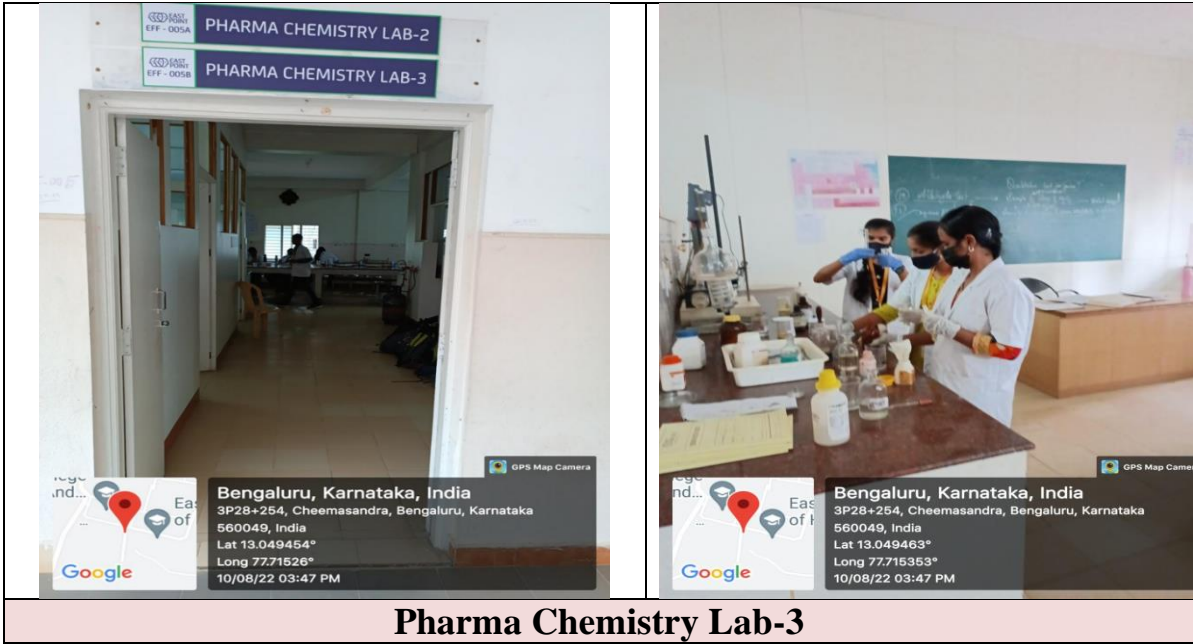 EAST
POINT
EFF - 005A
PHARMA CHEMISTRY LAB-2
EAST
POINT
EFF - 005B
PHARMA CHEMISTRY LAB-3
GPS Map Camera
Bengaluru, Karnataka, India
3P28+254, Cheemasandra, Bengaluru, Karnataka
560049, India
Lat 13.049454°
Long 77.71526°
10/08/22 03:47 PM
Google
GPS Map Camera
Bengaluru, Karnataka, India
3P28+254, Cheemasandra, Bengaluru, Karnataka
560049, India
Lat 13.049463°
Long 77.715353°
10/08/22 03:47 PM
Google
Pharma Chemistry Lab-3